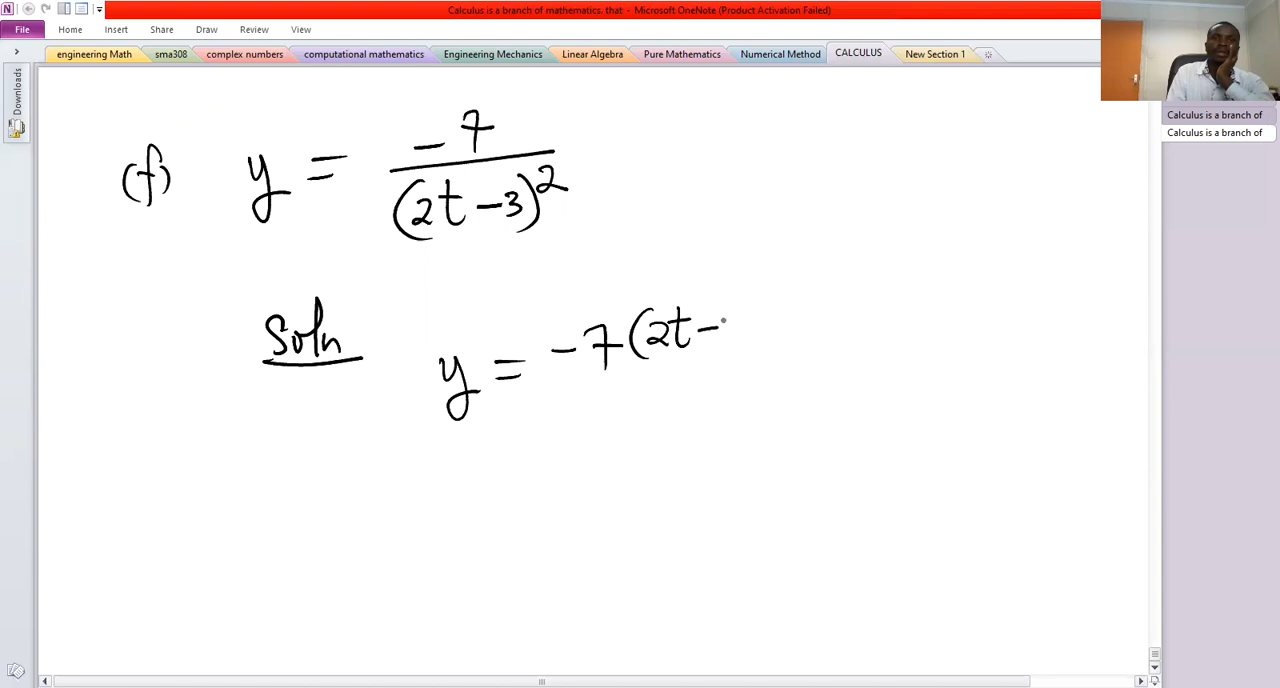 Calculus is a branch of mathematics. that - Microsoft OneNote (Product Activation Failed)
File Home Insert Share Draw Review View
engineering Math sma308 complex numbers computational mathematics Engineering Mechanics Linear Algebra Pure Mathematics Numerical Method CALCULUS New Section 1
Downloads
Calculus is a branch of
Calculus is a branch of
(f) y = -7 / (2t - 3)^2
Soln y = -7(2t -